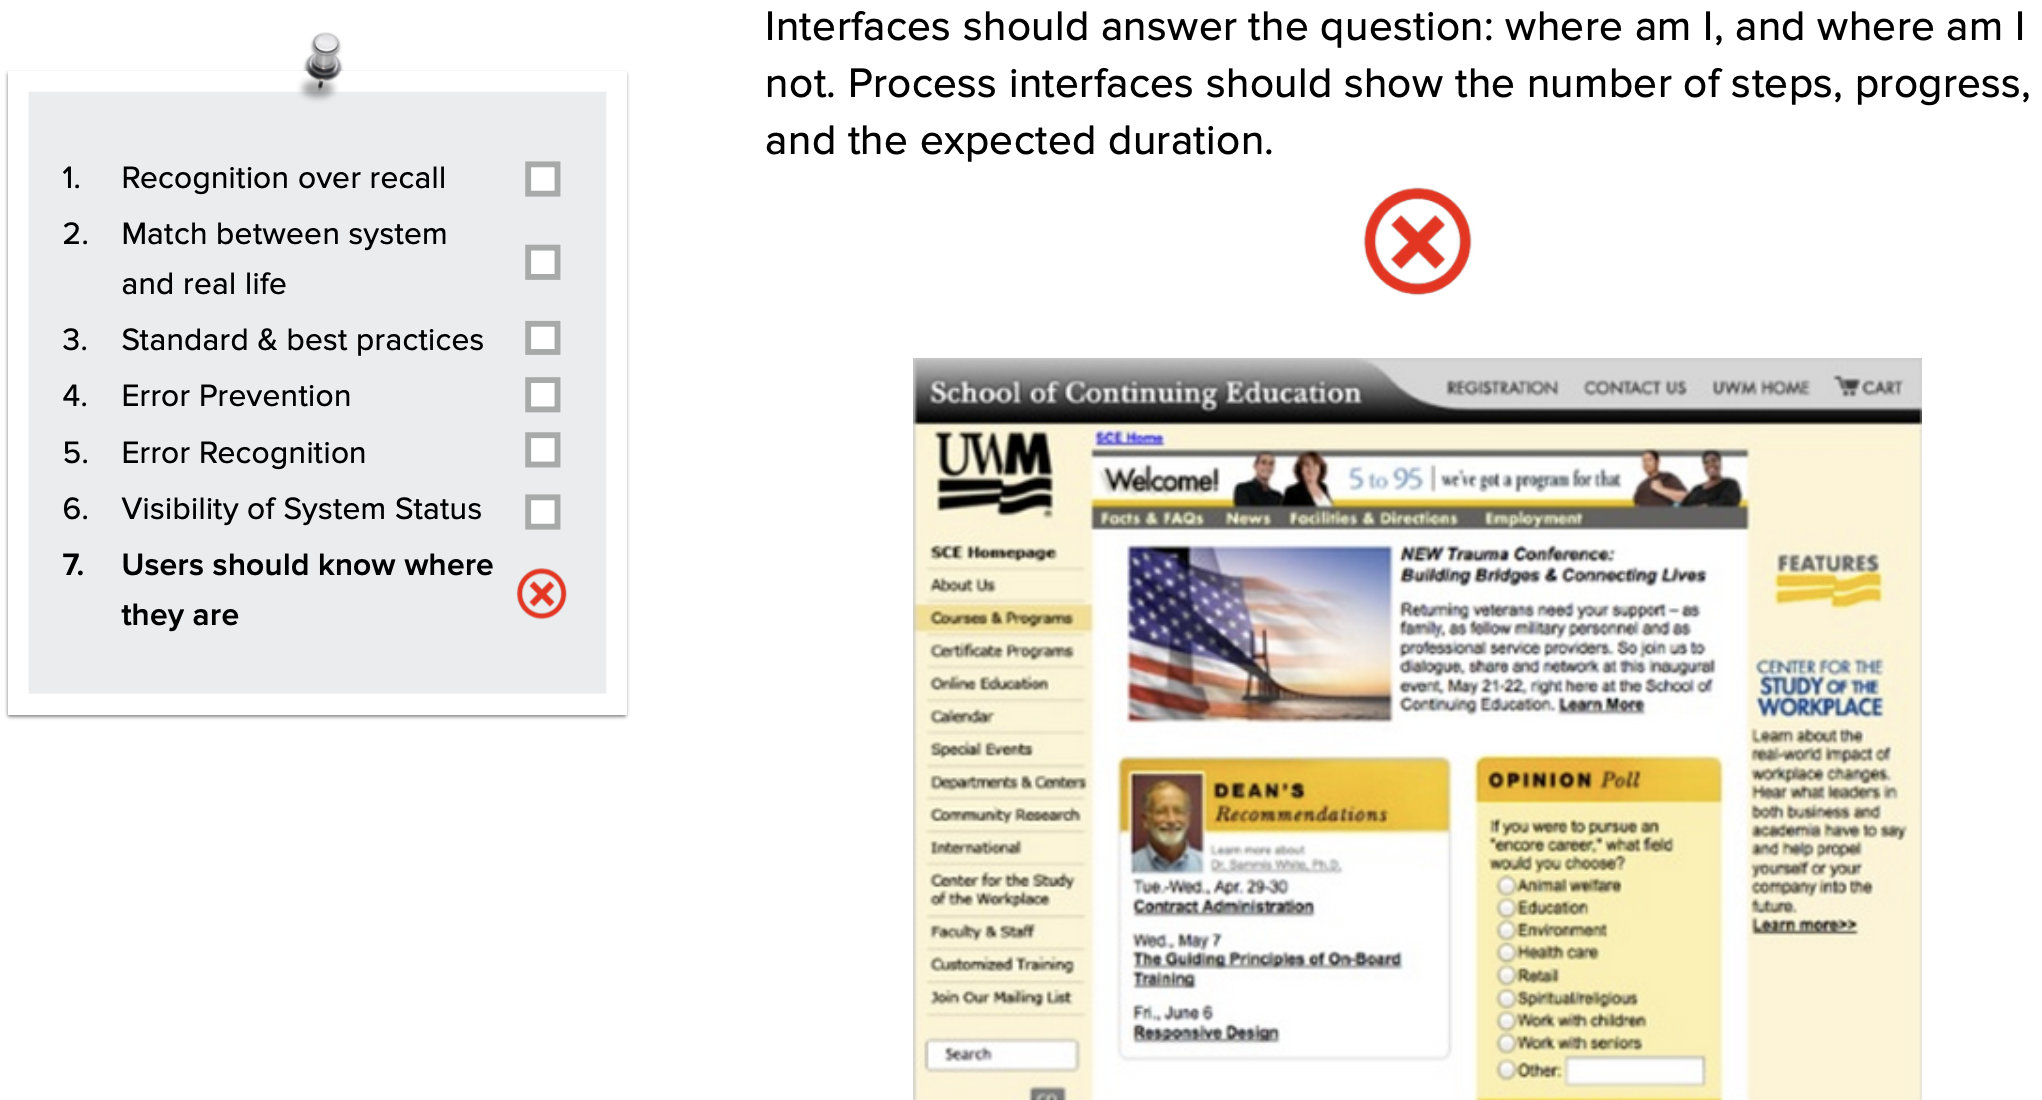 Interfaces should answer the question: where am I, and where am I
not. Process interfaces should show the number of steps, progress,
and the expected duration.
1. Recognition over recall
2. Match between system
and real life
3. Standard & best practices
4. Error Prevention
5. Error Recognition
6. Visibility of System Status
7. Users should know where
they are
School of Continuing Education
REGISTRATION CONTACT US UWM HOME CART
UWM
SCE Home
Welcome! 5 to 95 | we've got a program for that
Facts & FAQs News Facilities & Directions Employment
SCE Homepage
About Us
Courses & Programs
Certificate Programs
Online Education
Calendar
Special Events
Departments & Centers
Community Research
International
Center for the Study
of the Workplace
Faculty & Staff
Customized Training
Join Our Mailing List
Search
GO
NEW Trauma Conference:
Building Bridges & Connecting Lives
Returning veterans need your support – as
family, as fellow military personnel and as
professional service providers. So join us to
dialogue, share and network at this inaugural
event, May 21-22, right here at the School of
Continuing Education. Learn More
DEAN'S
Recommendations
Learn more about
Dr. Sammis White, Ph.D.
Tue.-Wed., Apr. 29-30
Contract Administration
Wed., May 7
The Guiding Principles of On-Board
Training
Fri., June 6
Responsive Design
OPINION Poll
If you were to pursue an
"encore career," what field
would you choose?
Animal welfare
Education
Environment
Health care
Retail
Spiritual/religious
Work with children
Work with seniors
Other:
FEATURES
CENTER FOR THE
STUDY OF THE
WORKPLACE
Learn about the
real-world impact of
workplace changes.
Hear what leaders in
both business and
academia have to say
and help propel
yourself or your
company into the
future.
Learn more>>